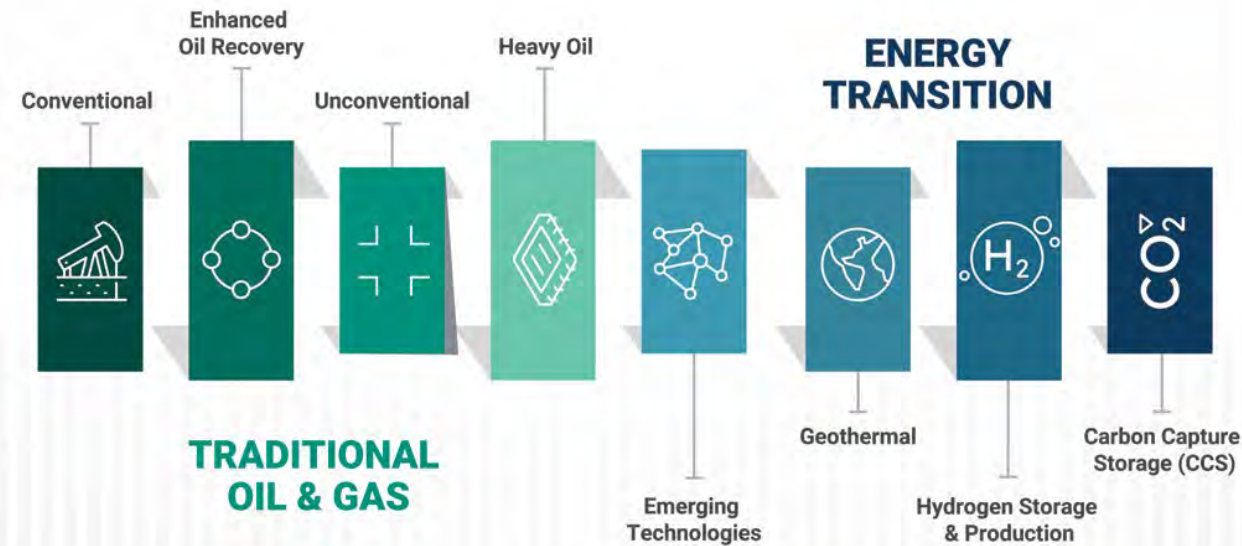 Enhanced
Oil Recovery
Heavy Oil
ENERGY
TRANSITION
Conventional
Unconventional
H₂
CO₂
TRADITIONAL
OIL & GAS
Geothermal
Carbon Capture
Storage (CCS)
Emerging
Technologies
Hydrogen Storage
& Production